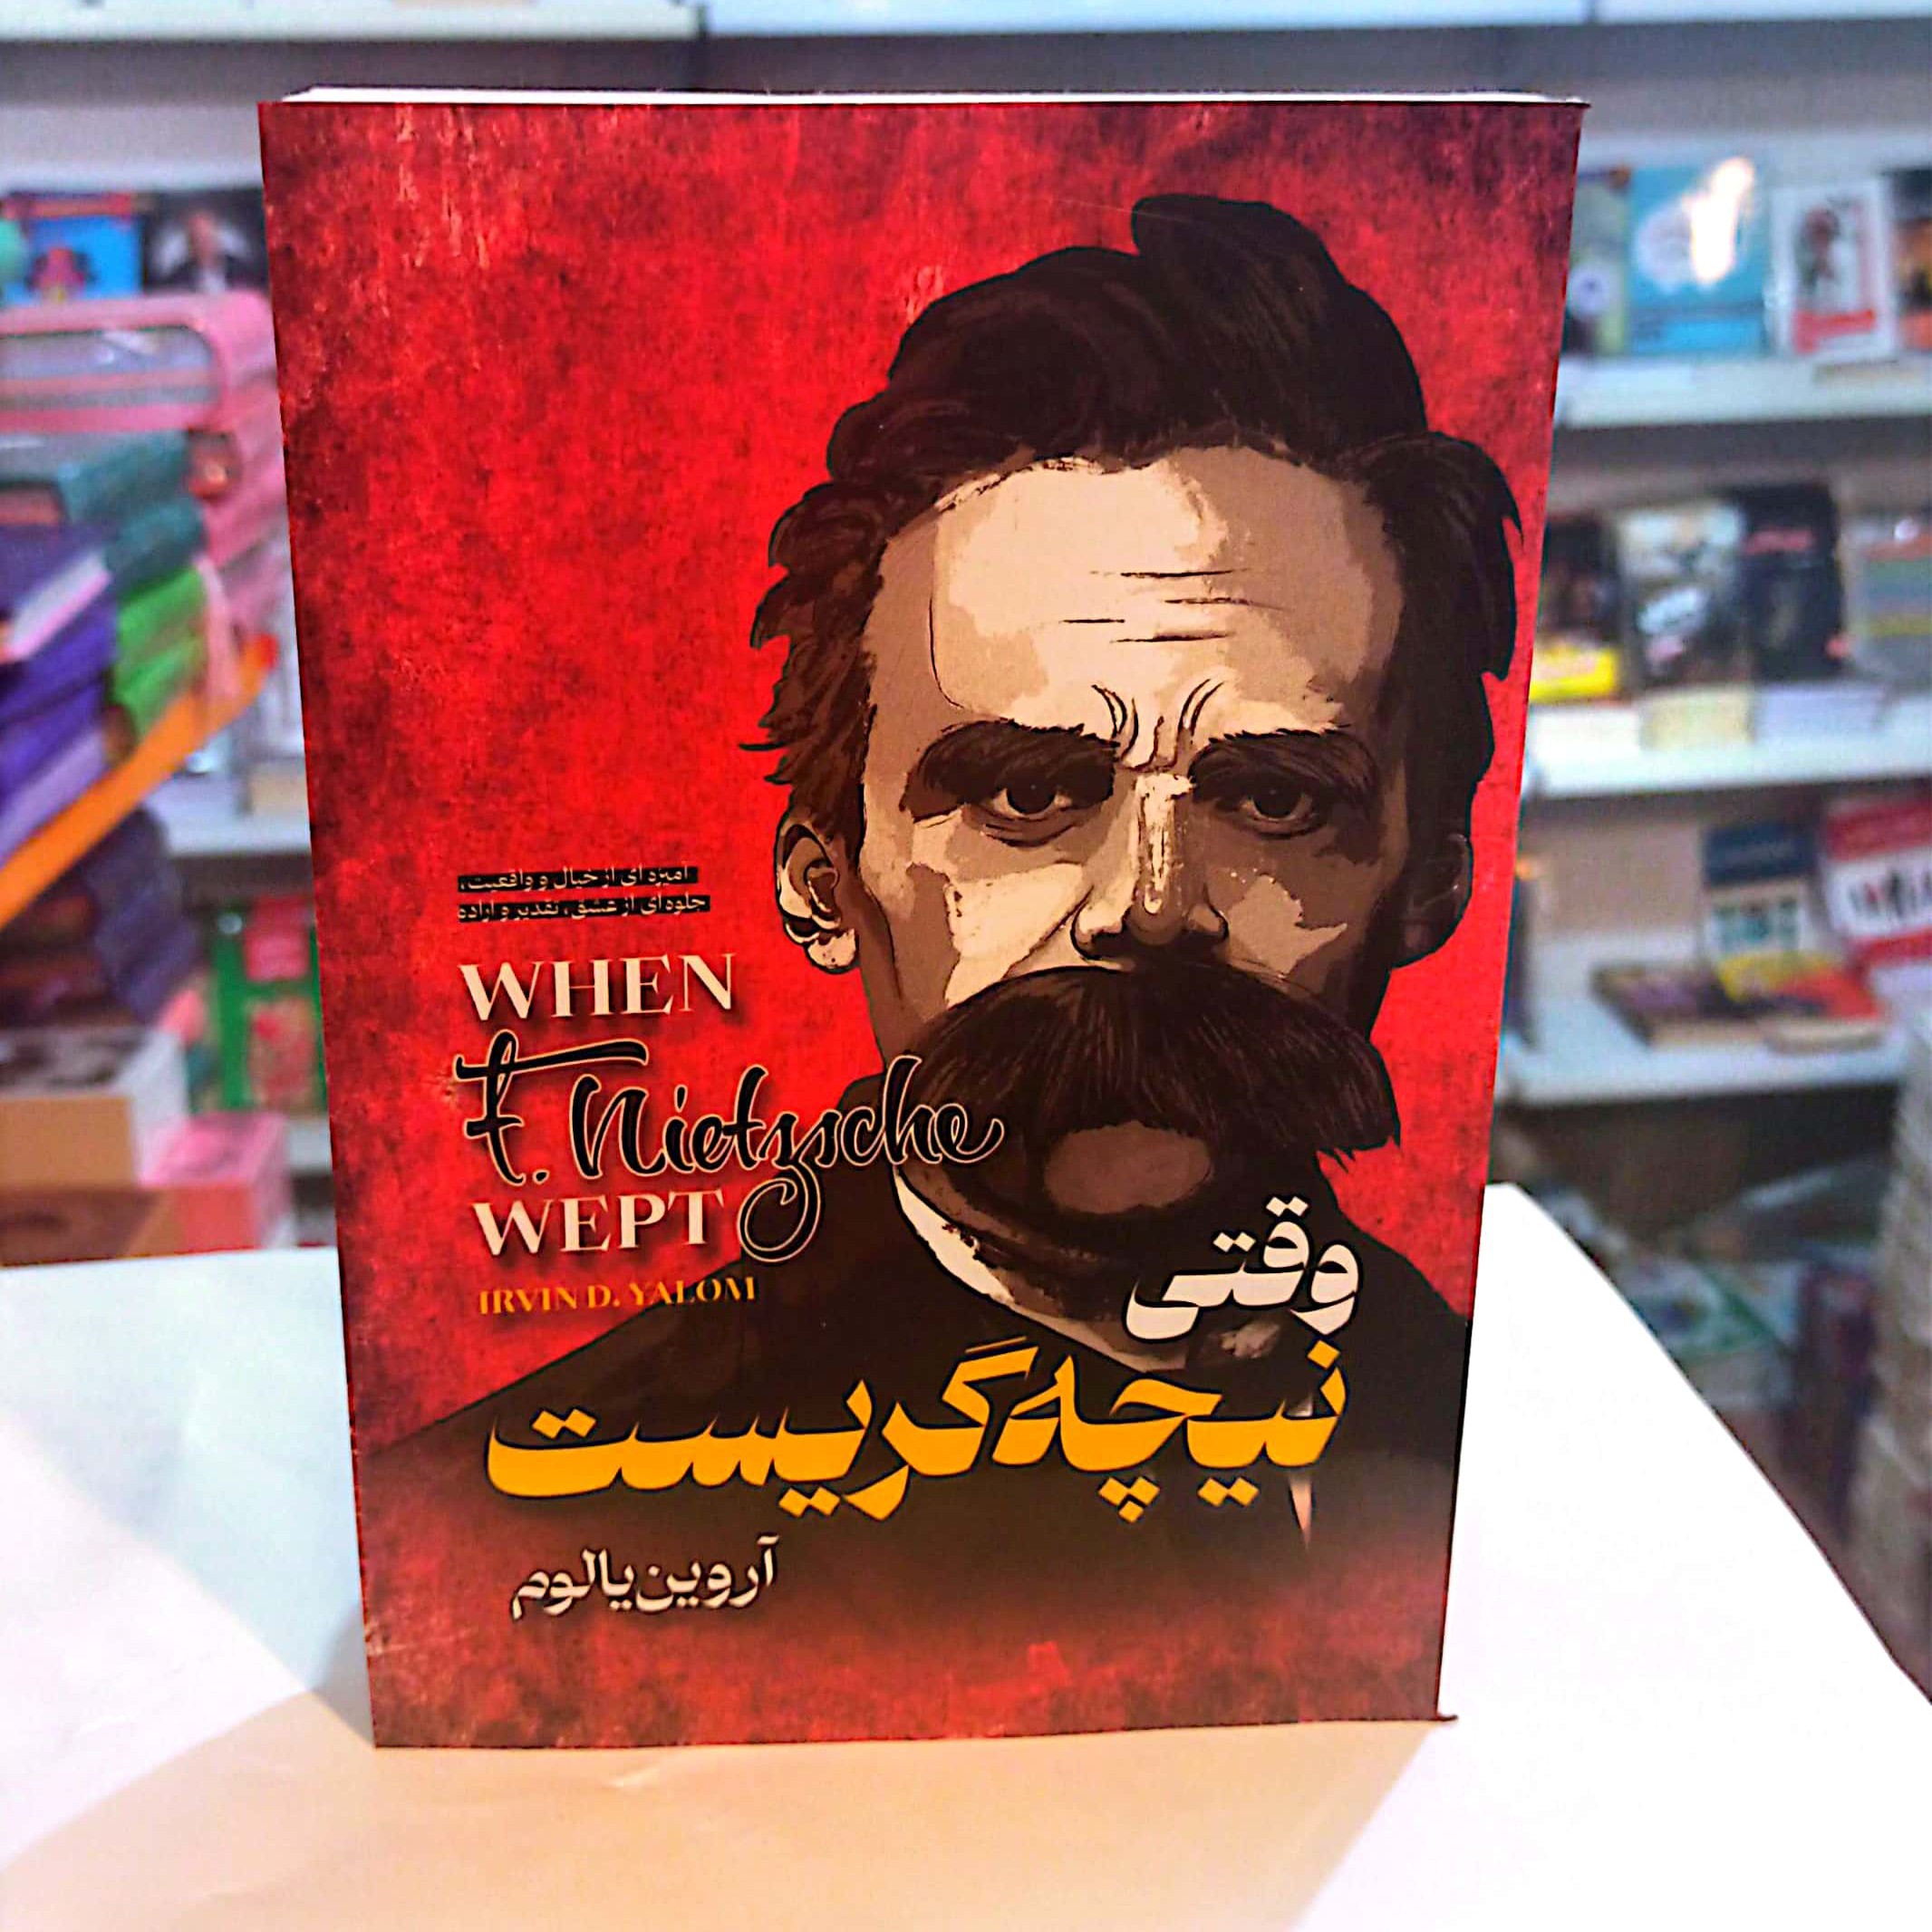 آمیزه‌ای از خیال و واقعیت،
جلوه‌ای از عشق، تقدیر و اراده
WHEN
F. Nietzsche
WEPT
IRVIN D. YALOM
وقتی
نیچه گریست
آروین یالوم